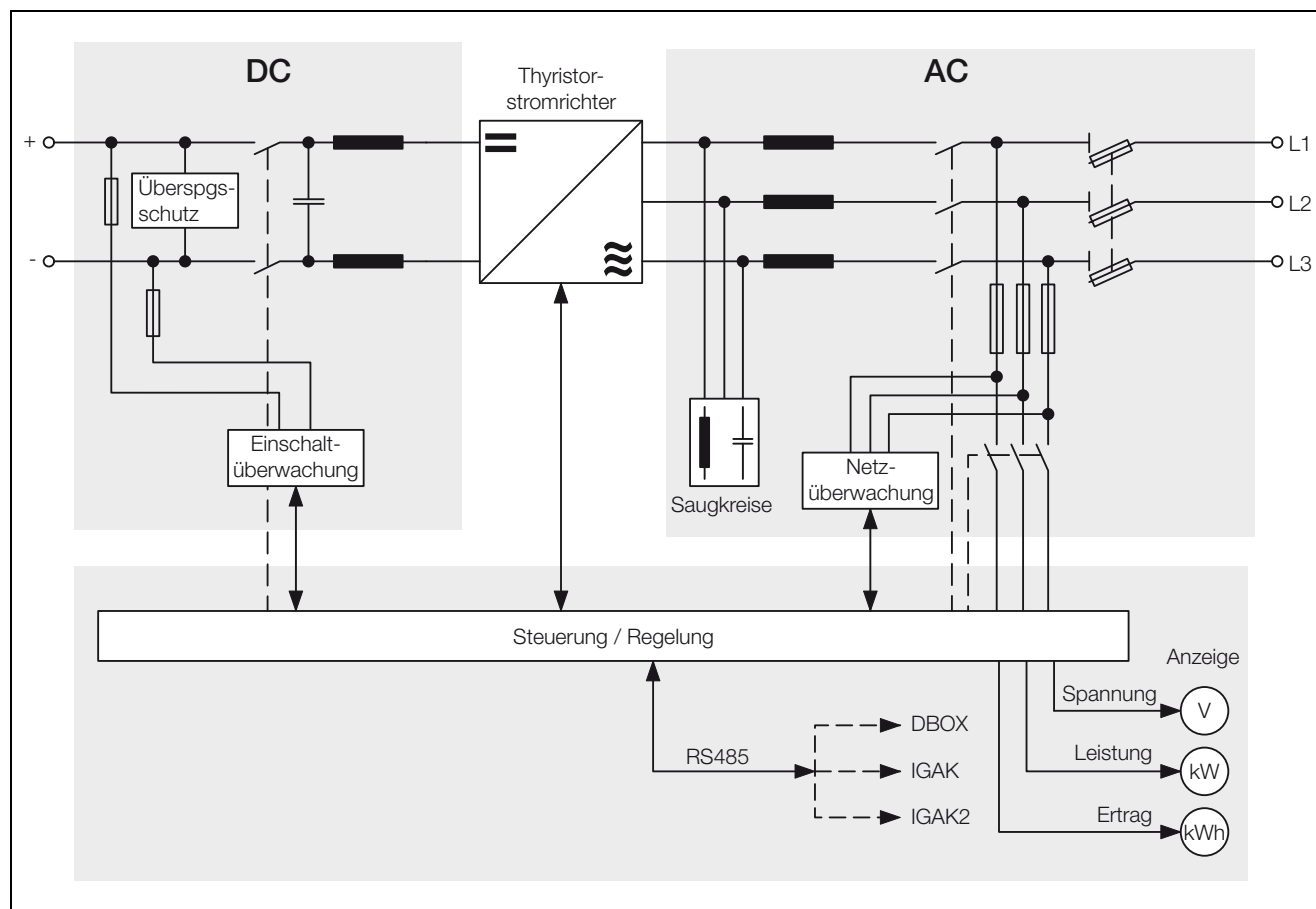 DC
Thyristor-
stromrichter
AC
+
-
Überspgs-
schutz
L1
L2
L3
Einschalt-
überwachung
Saugkreise
Netz-
überwachung
Steuerung / Regelung
Anzeige
Spannung
V
RS485
DBOX
IGAK
IGAK2
Leistung
kW
Ertrag
kWh